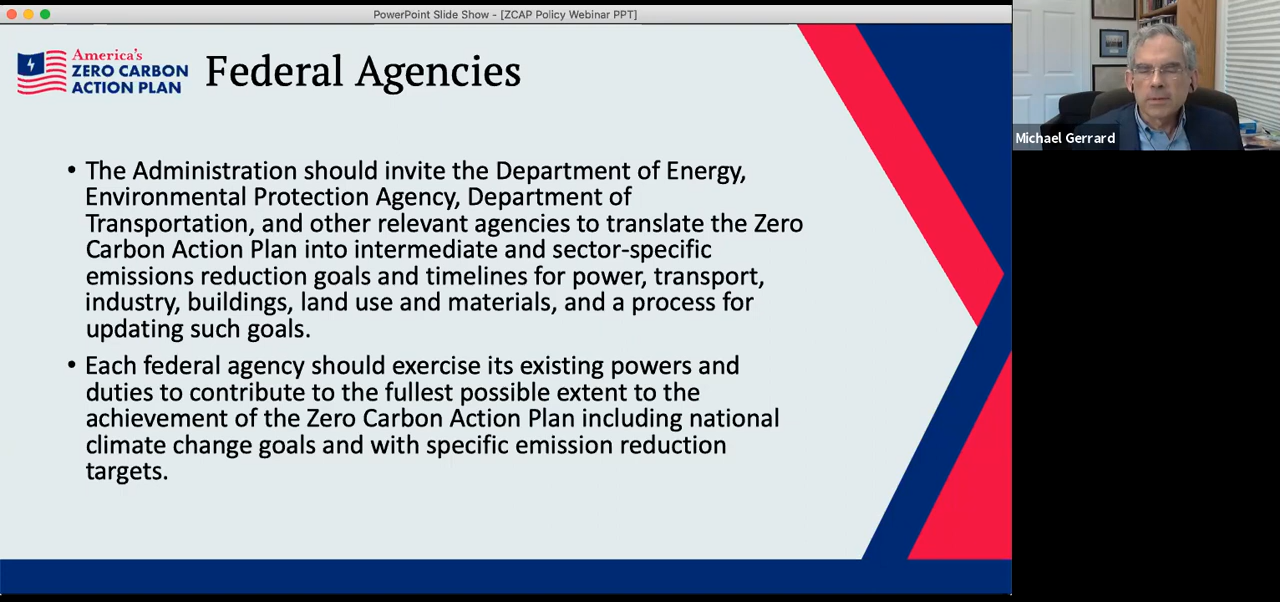 PowerPoint Slide Show - [ZCAP Policy Webinar PPT]
America's
ZERO CARBON
ACTION PLAN
Federal Agencies
• The Administration should invite the Department of Energy,
Environmental Protection Agency, Department of
Transportation, and other relevant agencies to translate the Zero
Carbon Action Plan into intermediate and sector-specific
emissions reduction goals and timelines for power, transport,
industry, buildings, land use and materials, and a process for
updating such goals.
• Each federal agency should exercise its existing powers and
duties to contribute to the fullest possible extent to the
achievement of the Zero Carbon Action Plan including national
climate change goals and with specific emission reduction
targets.
Michael Gerrard